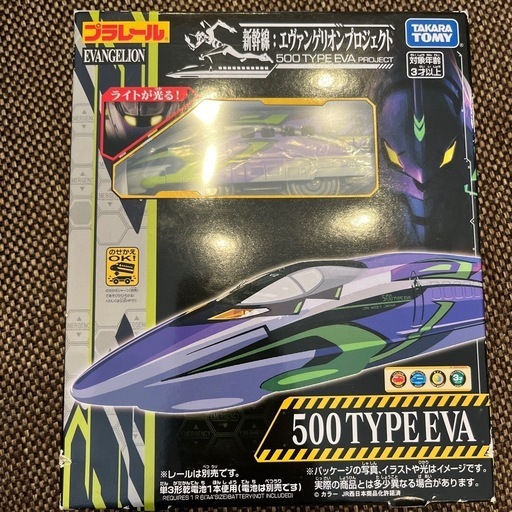 プラレール
EVANGELION
新幹線：エヴァンゲリオンプロジェクト
500 TYPE EVA PROJECT
TAKARA TOMY
対象年齢
3才以上
ライトが光る！
のせかえ
OK!
500 TYPE EVA
500 TYPE EVA
※レールは別売です。
単3形乾電池1本使用(電池は別売です)
※パッケージの写真、イラストや光はイメージです。
実際の商品とは多少異なる場合があります。
© カラー JR西日本商品化許諾済